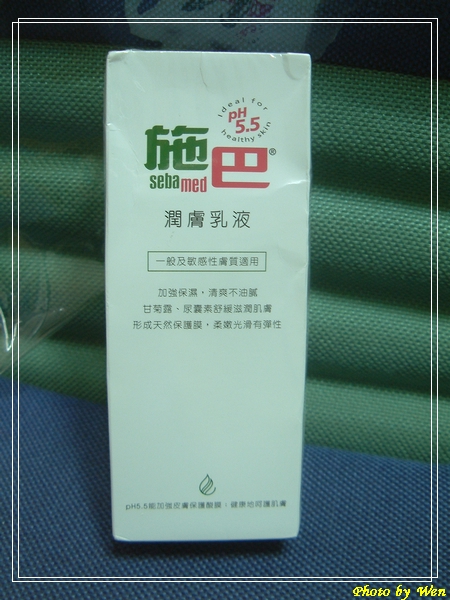 Ideal for
pH
5.5
healthy skin
施巴®
sebamed
潤膚乳液
一般及敏感性膚質適用
加強保濕，清爽不油膩
甘菊露、尿囊素舒緩滋潤肌膚
形成天然保護膜，柔嫩光滑有彈性
pH5.5能加強皮膚保護酸膜；健康哈呵護肌膚
Photo by Wen